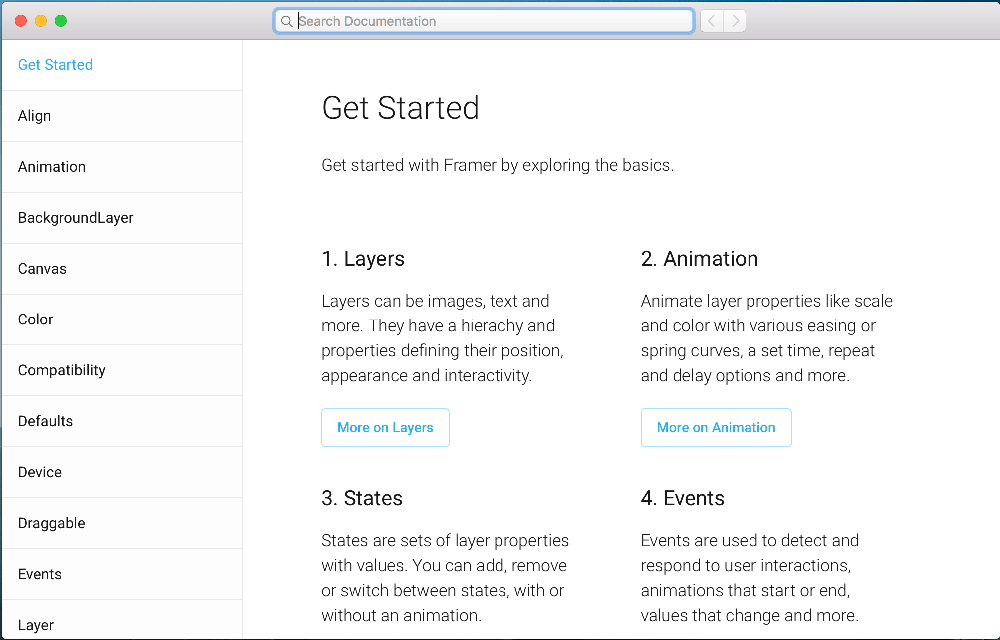 Search Documentation
Get Started
Align
Animation
BackgroundLayer
Canvas
Color
Compatibility
Defaults
Device
Draggable
Events
Layer
Get Started
Get started with Framer by exploring the basics.
1. Layers
Layers can be images, text and
more. They have a hierachy and
properties defining their position,
appearance and interactivity.
More on Layers
2. Animation
Animate layer properties like scale
and color with various easing or
spring curves, a set time, repeat
and delay options and more.
More on Animation
3. States
States are sets of layer properties
with values. You can add, remove
or switch between states, with or
without an animation.
4. Events
Events are used to detect and
respond to user interactions,
animations that start or end,
values that change and more.